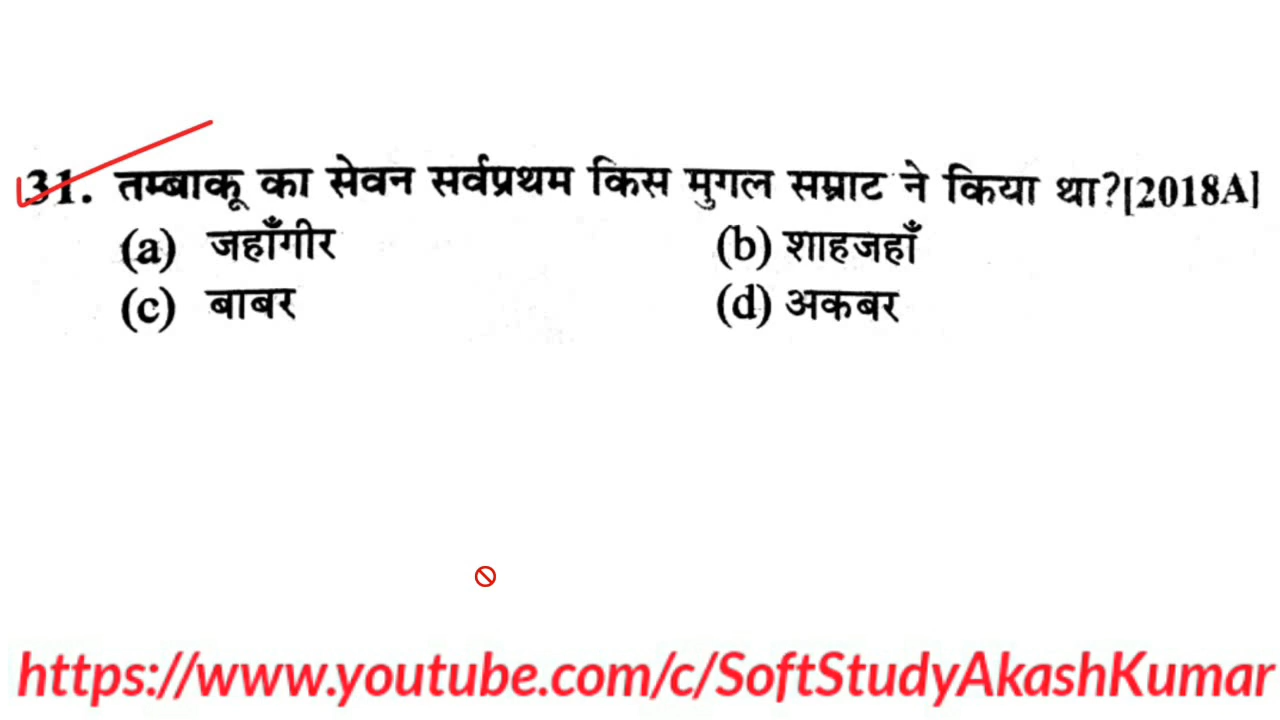 31. तम्बाकू का सेवन सर्वप्रथम किस मुगल सम्राट ने किया था?[2018A]
(a) जहाँगीर (b) शाहजहाँ
(c) बाबर (d) अकबर
https://www.youtube.com/c/SoftStudyAkashKumar